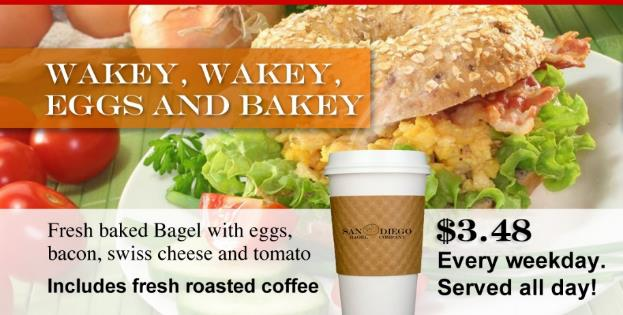 WAKEY, WAKEY,
EGGS AND BAKEY
Fresh baked Bagel with eggs,
bacon, swiss cheese and tomato
Includes fresh roasted coffee
SAN DIEGO
BAGEL COMPANY
$3.48
Every weekday.
Served all day!